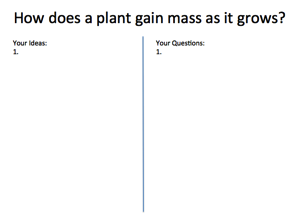 How does a plant gain mass as it grows?
Your Ideas:
1.
Your Questions:
1.